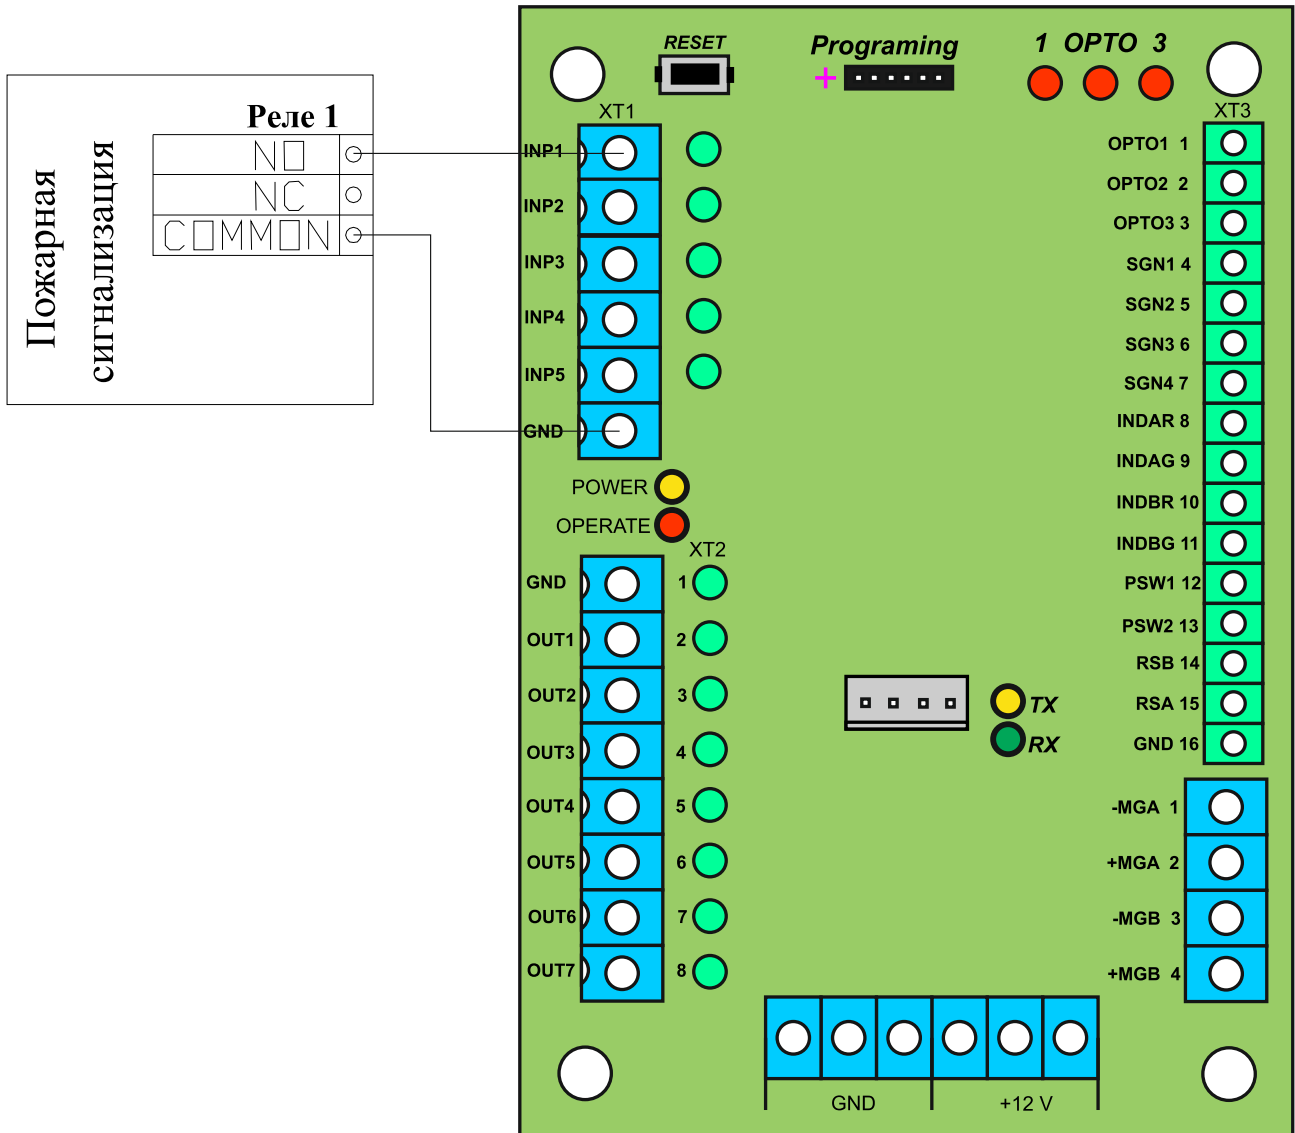 Пожарная
сигнализация
Реле 1
NO
NC
COMMON
RESET
Programing
+
1 OPTO 3
XT1
INP1
INP2
INP3
INP4
INP5
GND
POWER
OPERATE
XT2
GND 1
OUT1 2
OUT2 3
OUT3 4
OUT4 5
OUT5 6
OUT6 7
OUT7 8
TX
RX
XT3
OPTO1 1
OPTO2 2
OPTO3 3
SGN1 4
SGN2 5
SGN3 6
SGN4 7
INDAR 8
INDAG 9
INDBR 10
INDBG 11
PSW1 12
PSW2 13
RSB 14
RSA 15
GND 16
-MGA 1
+MGA 2
-MGB 3
+MGB 4
GND
+12 V